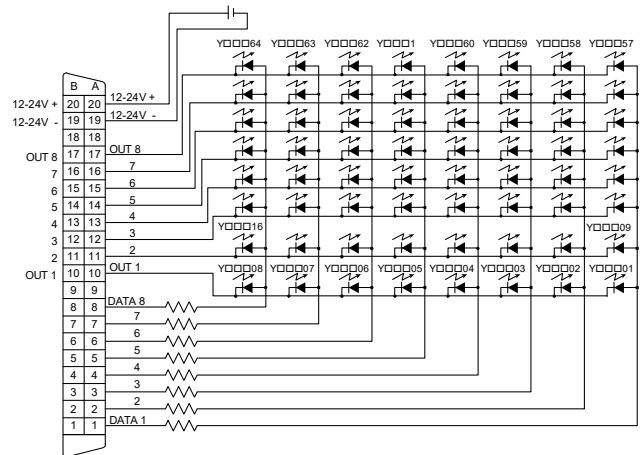 Y□□□64 Y□□□63 Y□□□62 Y□□□1 Y□□□60 Y□□□59 Y□□□58 Y□□□57
B A
12-24V + 20 20 12-24V +
12-24V - 19 19 12-24V -
18 18
OUT 8 17 17 OUT 8
7 16 16 7
6 15 15 6
5 14 14 5
4 13 13 4
3 12 12 3
Y□□□16 Y□□□09
2 11 11 2
OUT 1 10 10 OUT 1
Y□□□08 Y□□□07 Y□□□06 Y□□□05 Y□□□04 Y□□□03 Y□□□02 Y□□□01
9 9
8 8 DATA 8
7 7 7
6 6 6
5 5 5
4 4 4
3 3 3
2 2 2
1 1 DATA 1